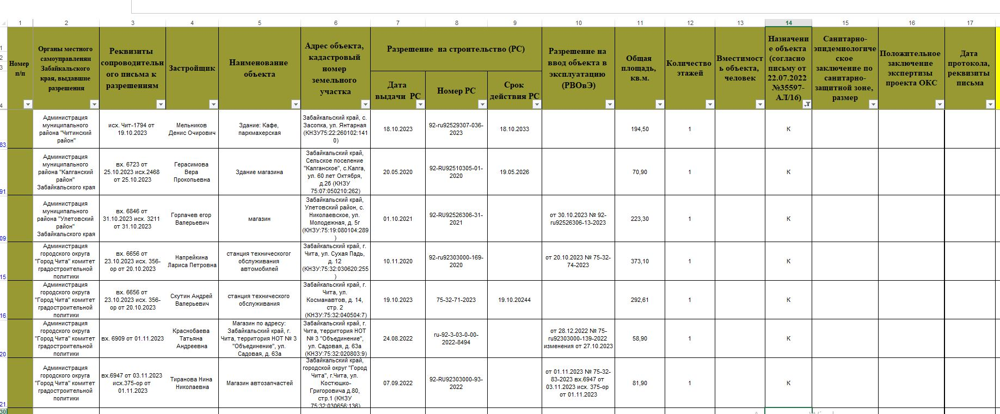 1 2 3 4 5 6 7 8 9 10 11 12 13 14 15 16 17
1
2
3
4
Номер
п/п
Органы местного
самоуправленяи
Забайкальского
края, выдавшие
разрешения
Реквизиты
сопроводительн
ого письма к
разрешениям
Застройщик
Наименование
объекта
Адрес объекта,
кадастровый
номер
земельного
участка
Разрешение на строительство (РС)
Дата
выдачи РС
Номер РС
Срок
действия РС
Разрешение на
ввод объекта в
эксплуатацию
(РВОвЭ)
Общая
площадь,
кв.м.
Количество
этажей
Вместимост
ь объекта,
человек
Назначени
е объекта
(согласно
письму от
22.07.2022
№35597-
АЛ/16)
Санитарно-
эпидемиологиче
ское
заключение по
санитарно-
защитной зоне,
размер
Положительное
заключение
экспертизы
проекта ОКС
Дата
протокола,
реквизиты
письма
83
Администрация
муниципального
района "Читинский
район"
исх. Чит-1794 от
19.10.2023
Мельников
Денис Очирович
Здание: Кафе,
паркмахерская
Забайкальский край, с.
Засопка, ул. Янтарная
(КНЗУ75:22:260102:141
0)
18.10.2023
92-ru92529307-036-
2023
18.10.2033
194,50
1
К
91
Администрация
муниципального
района "Калганский
район"
Забайкальского края
вх. 6723 от
25.10.2023 исх.2468
от 25.10.2023
Герасимова
Вера
Прокопьевна
Здание магазина
Забайкальский край,
Сельское поселение
"Калганское", с.Калга,
ул. 60 лет Октября,
д.2б (КНЗУ
75:07:050210:262)
20.05.2020
92-RU92510305-01-
2020
19.05.2026
70,90
1
К
09
Администрация
муниципального
района "Улетовский
район"
Забайкальского края
вх. 6846 от
31.10.2023 исх. 3211
от 31.10.2023
Горлачев егор
Валерьевич
магазин
Забайкальский край,
Улетовский район, с.
Николаевское, ул.
Молодежная, д. 5г
(КНЗУ:75:19:080104:289
)
01.10.2021
92-RU92526306-31-
2021
от 30.10.2023 № 92-
ru92526306-13-2023
223,30
1
К
15
Администрация
городского округа
"Город Чита" комитет
градостроительной
политики
вх. 6656 от
23.10.2023 исх. 356-
ор от 20.10.2023
Напрейкина
Лариса Петровна
станция техническогог
обслуживания
автомобилей
Забайкальский край, г.
Чита, ул. Сухая Падь,
д. 12
(КНЗУ:75:32:030620:255
)
10.11.2020
92-ru92303000-169-
2020
от 20.10.2023 № 75-32-
74-2023
373,10
1
К
16
Администрация
городского округа
"Город Чита" комитет
градостроительной
политики
вх. 6656 от
23.10.2023 исх. 356-
ор от 20.10.2023
Скутин Андрей
Валерьевич
станция технического
обслуживания
Забайкальский край, г.
Чита, ул.
Космaнавтов, д. 14,
стр. 2
(КНЗУ:75:32:040504:7)
19.10.2023
75-32-71-2023
19.10.20244
292,61
1
К
20
Администрация
городского округа
"Город Чита" комитет
градостроительной
политики
вх. 6909 от 01.11.2023
Краснобаева
Татьяна
Андреевна
Магазин по адресу:
Забайкальский край, г.
Чита, территория НОТ № 3
"Объединение", ул.
Садовая, д. 63а
Забайкальский край, г.
Чита, территория НОТ
№ 3 "Объединение",
ул. Садовая, д. 63а
(КНЗУ:75:32:020803:9)
24.08.2022
ru-92-3-03-0-00-
2022-8494
от 28.12.2022 № 75-
ru92303000-139-2022
изменения от 27.10.2023
58,90
1
К
21
Администрация
городского округа
"Город Чита" комитет
градостроительной
политики
вх.6947 от 03.11.2023
исх.375-ор от
01.11.2023
Тиранова Нина
Николаевна
Магазин автозапчастей
Забайкальский край,
городской округ "Город
Чита", г.Чита, ул.
Костюшко-
Григоровича д.80,
стр.1 (КНЗУ
75:32:030656:136)
07.09.2022
92-RU92303000-93-
2022
от 01.11.2023 № 75-32-
83-2023 вх.6947 от
03.11.2023 исх. 375-ор
от 01.11.2023
81,90
1
К
30